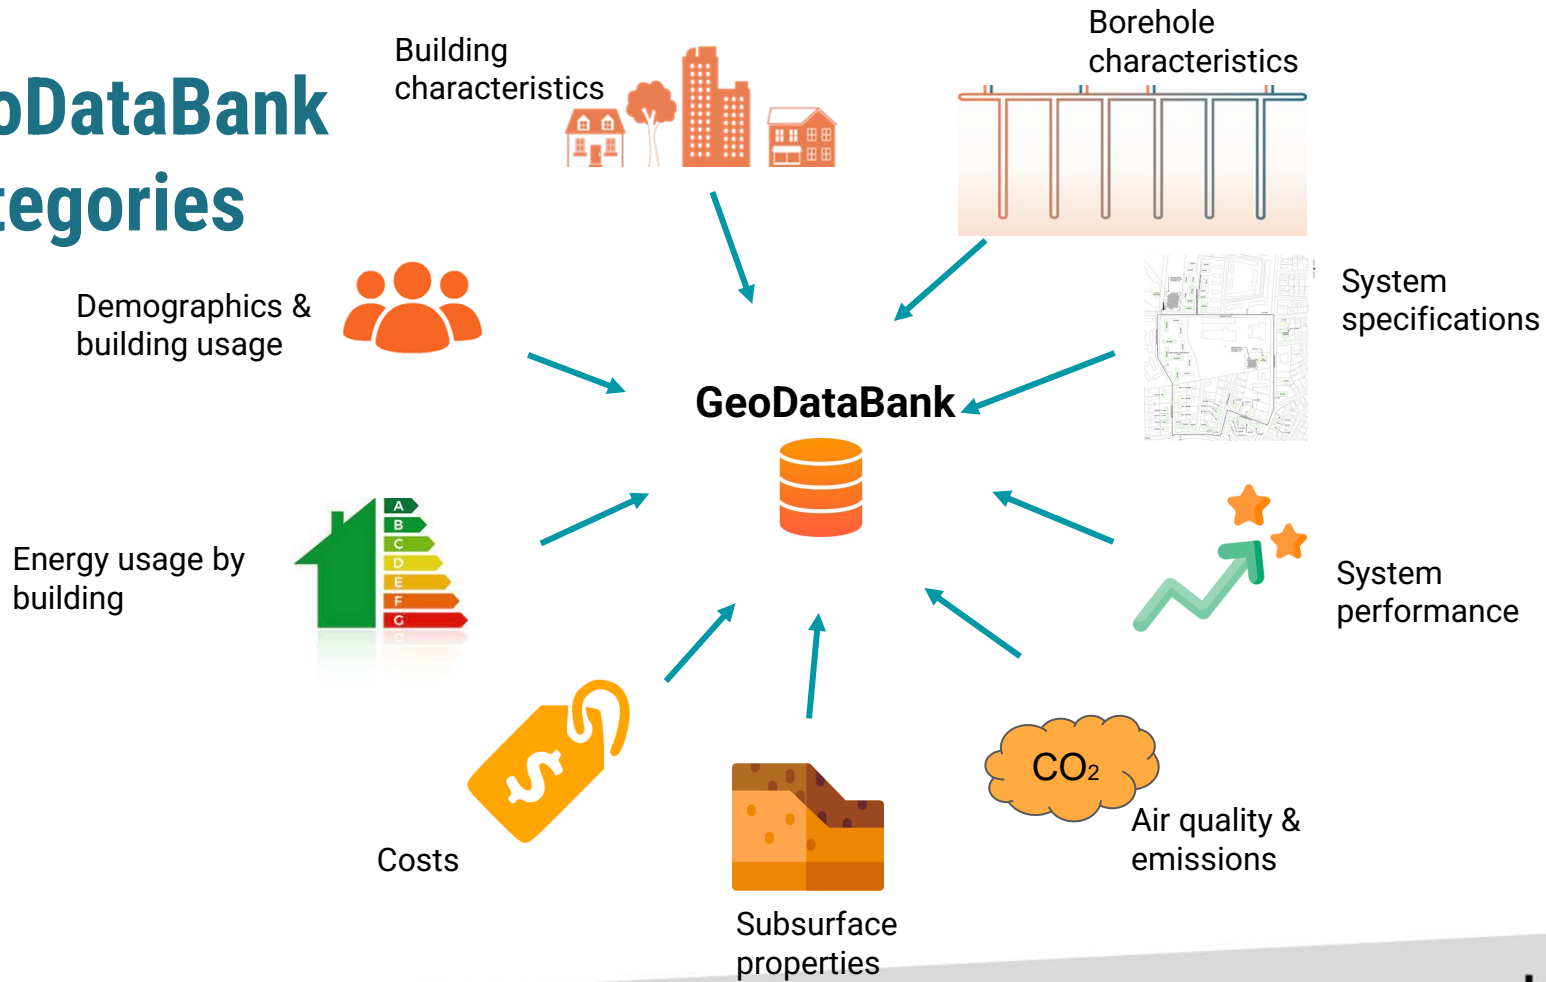 oDataBank
tegories
Building
characteristics
Borehole
characteristics
Demographics &
building usage
System
specifications
GeoDataBank
A
B
C
D
E
F
G
Energy usage by
building
System
performance
$
Costs
CO₂
Air quality &
emissions
Subsurface
properties